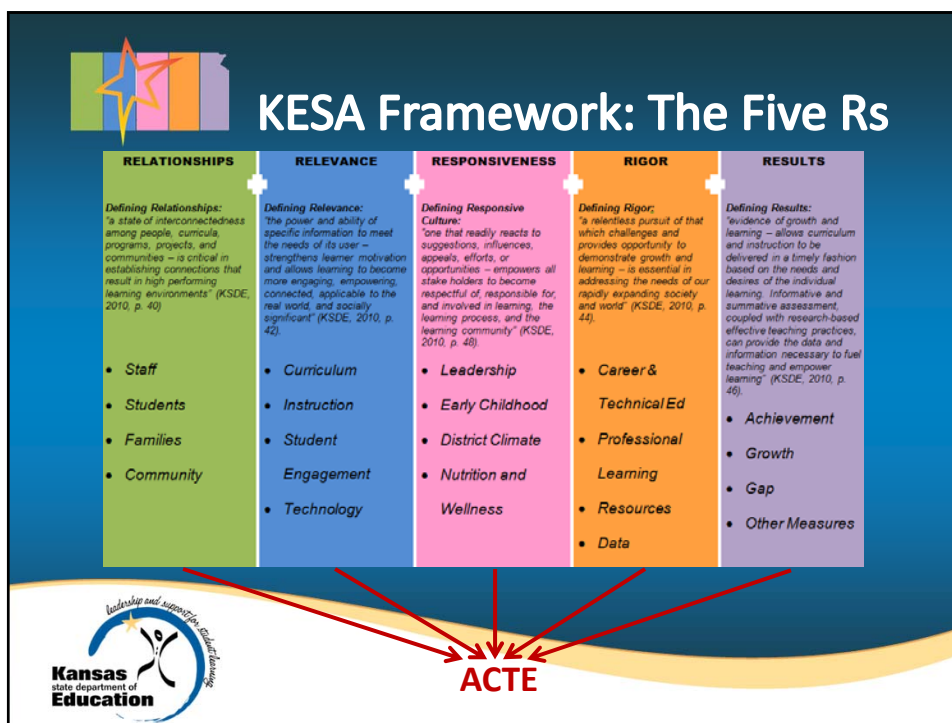 KESA Framework: The Five Rs
RELATIONSHIPS
Defining Relationships:
"a state of interconnectedness
among people, curricula,
programs, projects, and
communities – is critical in
establishing connections that
result in high performing
learning environments" (KSDE,
2010, p. 40)
• Staff
• Students
• Families
• Community
RELEVANCE
Defining Relevance:
"the power and ability of
specific information to meet
the needs of its user –
strengthens learner motivation
and allows learning to become
more engaging, empowering,
connected, applicable to the
real world, and socially
significant" (KSDE, 2010, p.
42).
• Curriculum
• Instruction
• Student
Engagement
• Technology
RESPONSIVENESS
Defining Responsive
Culture:
"one that readily reacts to
suggestions, influences,
appeals, efforts, or
opportunities – empowers all
stake holders to become
respectful of, responsible for,
and involved in learning, the
learning process, and the
learning community" (KSDE,
2010, p. 48).
• Leadership
• Early Childhood
• District Climate
• Nutrition and
Wellness
RIGOR
Defining Rigor;
"a relentless pursuit of that
which challenges and
provides opportunity to
demonstrate growth and
learning – is essential in
addressing the needs of our
rapidly expanding society
and world" (KSDE, 2010, p.
44).
• Career &
Technical Ed
• Professional
Learning
• Resources
• Data
RESULTS
Defining Results:
"evidence of growth and
learning – allows curriculum
and instruction to be
delivered in a timely fashion
based on the needs and
desires of the individual
learning. Informative and
summative assessment,
coupled with research-based
effective teaching practices,
can provide the data and
information necessary to fuel
teaching and empower
learning" (KSDE, 2010, p.
46).
• Achievement
• Growth
• Gap
• Other Measures
ACTE
leadership and support for student learning
Kansas
state department of
Education